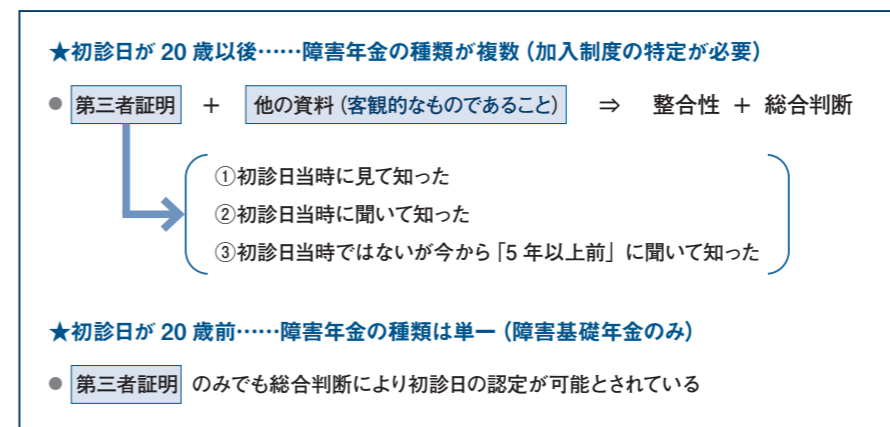 ★初診日が 20 歳以後……障害年金の種類が複数（加入制度の特定が必要）
● 第三者証明 ＋ 他の資料（客観的なものであること） ⇒ 整合性 ＋ 総合判断
①初診日当時に見て知った
②初診日当時に聞いて知った
③初診日当時ではないが今から「5 年以上前」に聞いて知った
★初診日が 20 歳前……障害年金の種類は単一（障害基礎年金のみ）
● 第三者証明 のみでも総合判断により初診日の認定が可能とされている